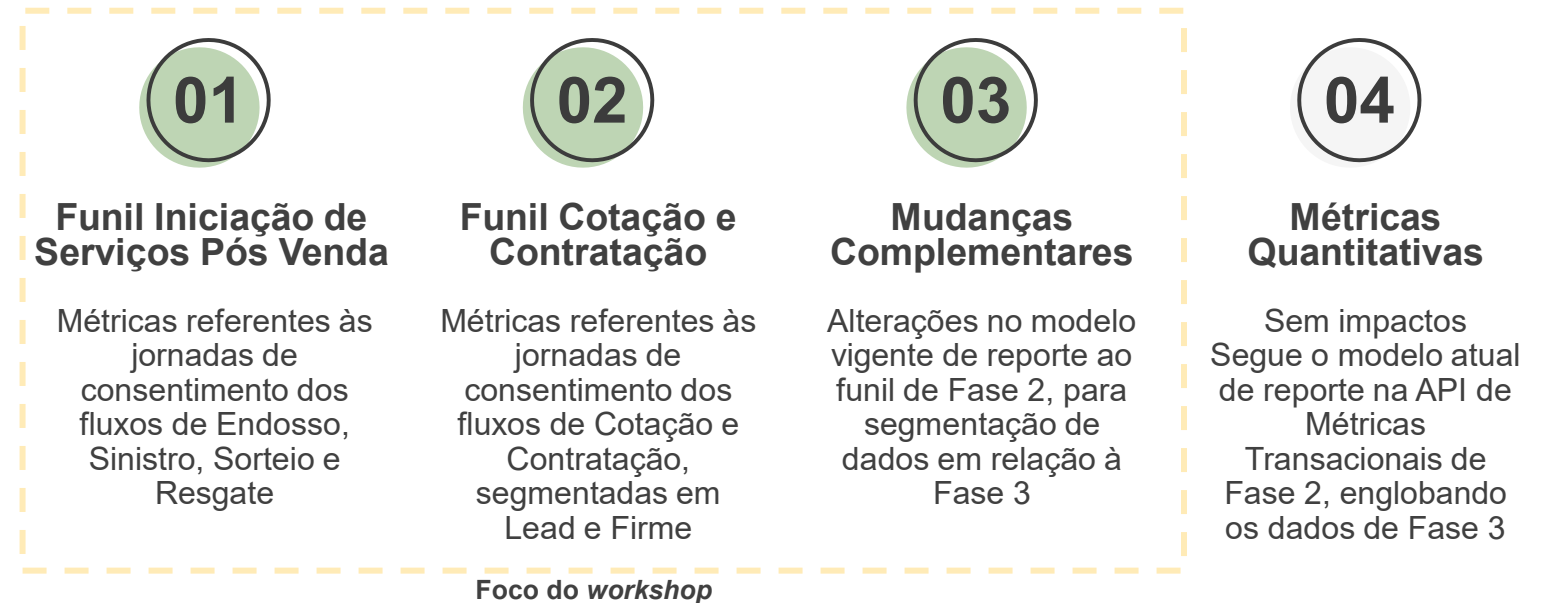 01
Funil Iniciação de
Serviços Pós Venda
Métricas referentes às
jornadas de
consentimento dos
fluxos de Endosso,
Sinistro, Sorteio e
Resgate
02
Funil Cotação e
Contratação
Métricas referentes às
jornadas de
consentimento dos
fluxos de Cotação e
Contratação,
segmentadas em
Lead e Firme
03
Mudanças
Complementares
Alterações no modelo
vigente de reporte ao
funil de Fase 2, para
segmentação de
dados em relação à
Fase 3
04
Métricas
Quantitativas
Sem impactos
Segue o modelo atual
de reporte na API de
Métricas
Transacionais de
Fase 2, englobando
os dados de Fase 3
Foco do workshop